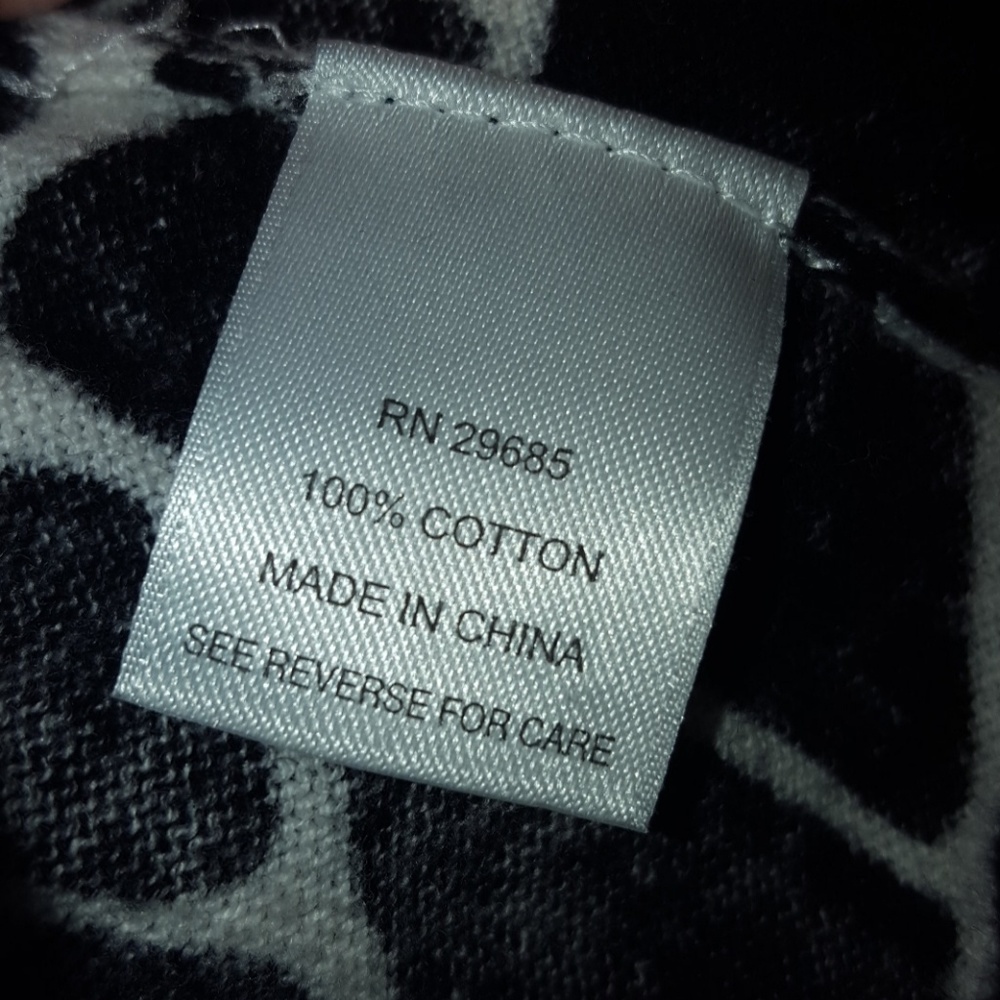 RN 29685
100% COTTON
MADE IN CHINA
SEE REVERSE FOR CARE